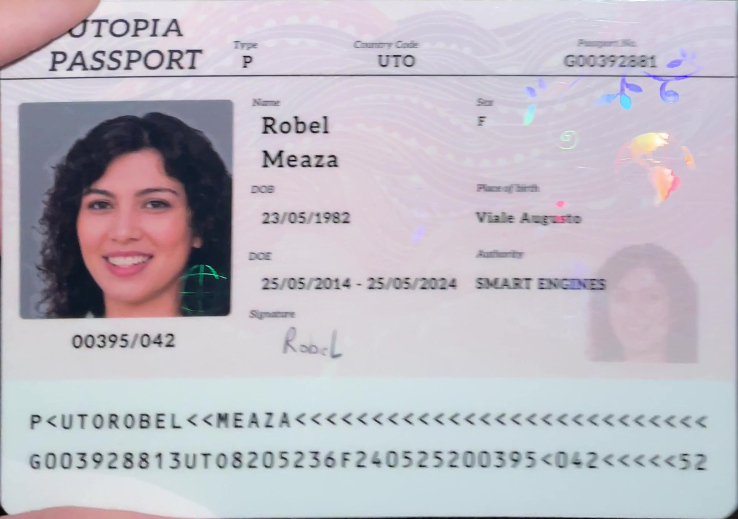 UTOPIA
PASSPORT
Type
P
Country Code
UTO
Passport No.
G00392881
Name
Robel
Meaza
Sex
F
DOB
23/05/1982
Place of birth
Viale Augusto
DOE
25/05/2014 - 25/05/2024
Authority
SMART ENGINES
Signature
Robel
00395/042
P<UTOROBEL<<MEAZA<<<<<<<<<<<<<<<<<<<<<<<<<<<
G003928813UTO8205236F240525200395<042<<<<<52